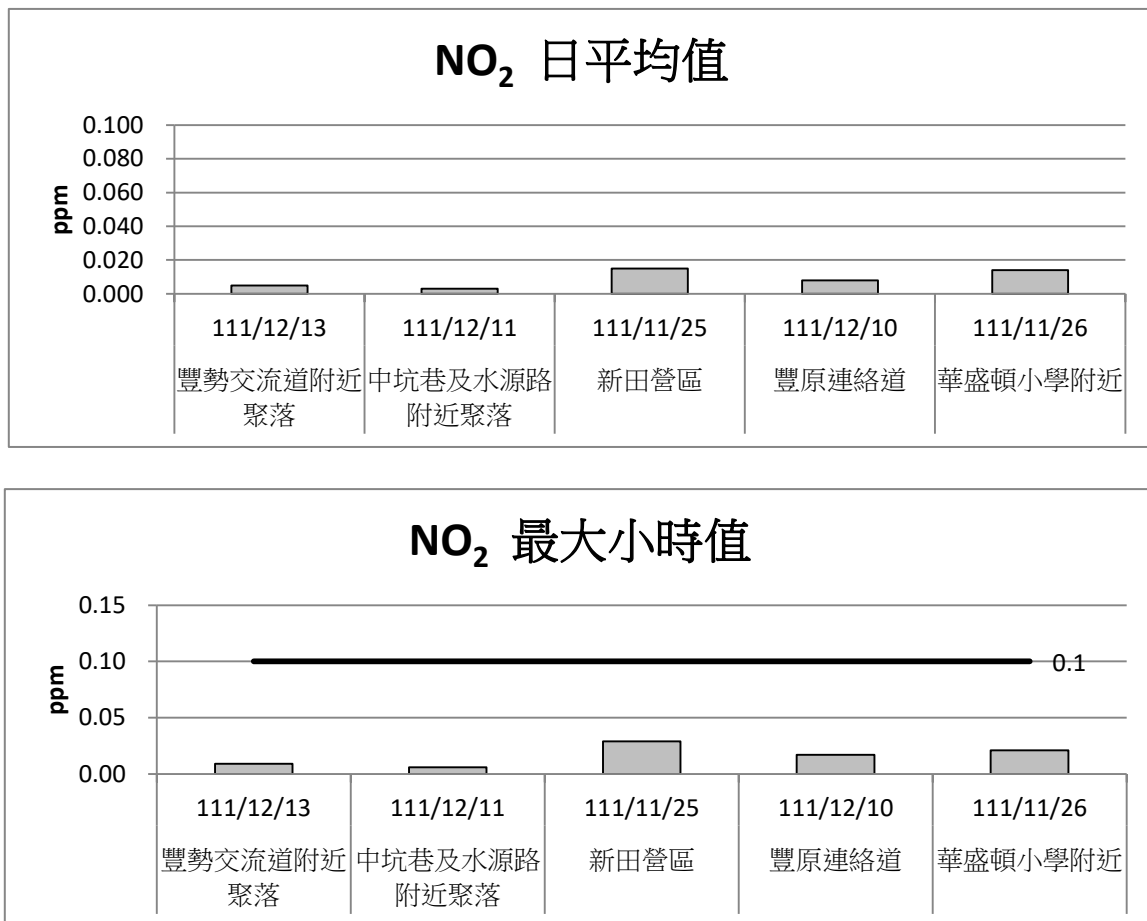 NO₂ 日平均值
0.100
0.080
0.060
0.040
0.020
0.000
ppm
111/12/13 111/12/11 111/11/25 111/12/10 111/11/26
豐勢交流道附近 中坑巷及水源路 新田營區 豐原連絡道 華盛頓小學附近
聚落 附近聚落
NO₂ 最大小時值
0.15
0.10
0.05
0.00
ppm
0.1
111/12/13 111/12/11 111/11/25 111/12/10 111/11/26
豐勢交流道附近 中坑巷及水源路 新田營區 豐原連絡道 華盛頓小學附近
聚落 附近聚落